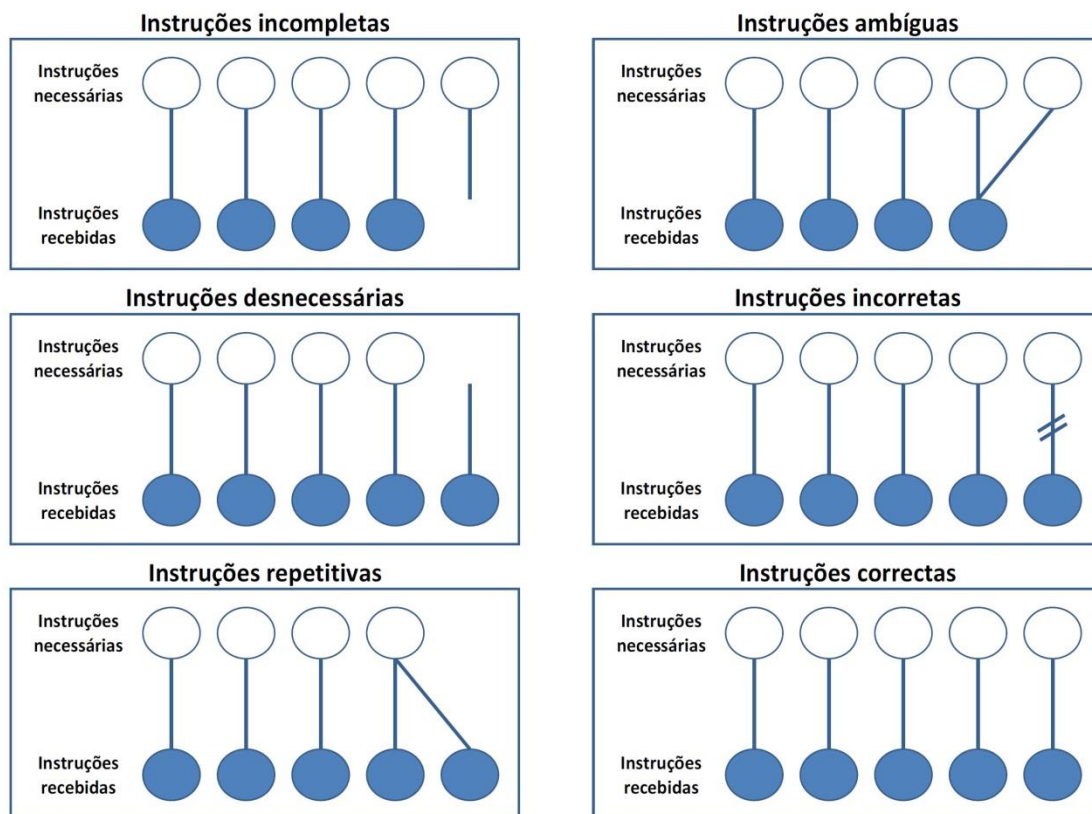 Instruções incompletas
Instruções
necessárias
Instruções
recebidas
Instruções ambíguas
Instruções
necessárias
Instruções
recebidas
Instruções desnecessárias
Instruções
necessárias
Instruções
recebidas
Instruções incorretas
Instruções
necessárias
Instruções
recebidas
Instruções repetitivas
Instruções
necessárias
Instruções
recebidas
Instruções correctas
Instruções
necessárias
Instruções
recebidas